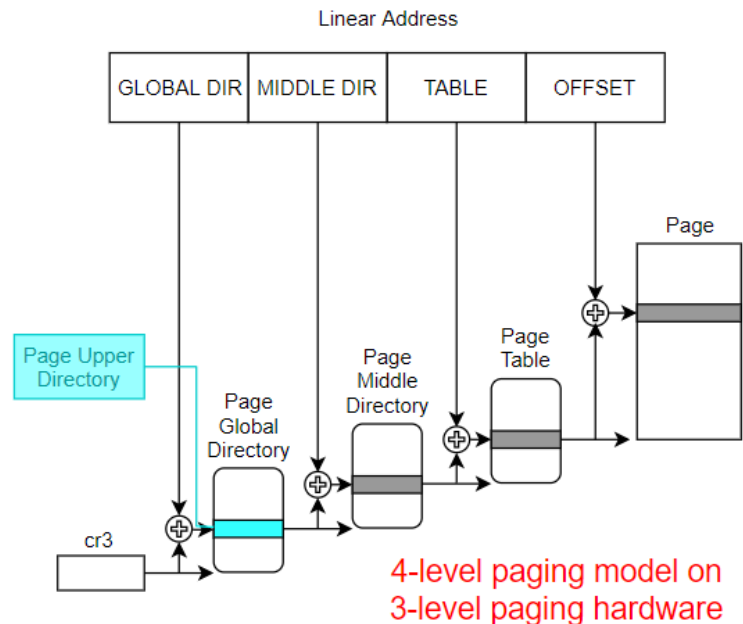 Linear Address
GLOBAL DIR
MIDDLE DIR
TABLE
OFFSET
Page
Page Upper
Directory
Page
Global
Directory
Page
Middle
Directory
Page
Table
cr3
4-level paging model on
3-level paging hardware